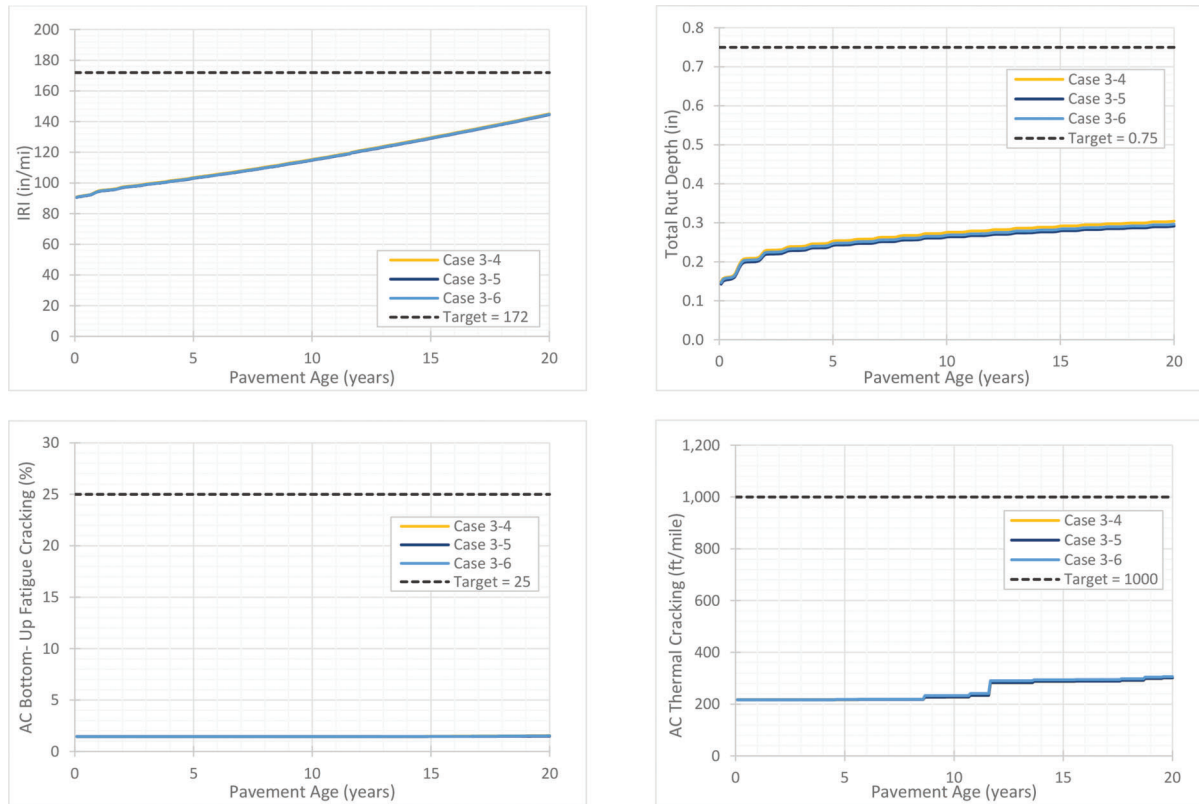 200
180
160
140
120
100
80
60
40
20
0
IRI (in/mi)
Case 3-4
Case 3-5
Case 3-6
Target = 172
0 5 10 15 20
Pavement Age (years)
0.8
0.7
0.6
0.5
0.4
0.3
0.2
0.1
0.0
Total Rut Depth (in)
Case 3-4
Case 3-5
Case 3-6
Target = 0.75
0 5 10 15 20
Pavement Age (years)
30
25
20
15
10
5
0
AC Bottom- Up Fatigue Cracking (%)
Case 3-4
Case 3-5
Case 3-6
Target = 25
0 5 10 15 20
Pavement Age (years)
1,200
1,000
800
600
400
200
0
AC Thermal Cracking (ft/mile)
Case 3-4
Case 3-5
Case 3-6
Target = 1000
0 5 10 15 20
Pavement Age (years)